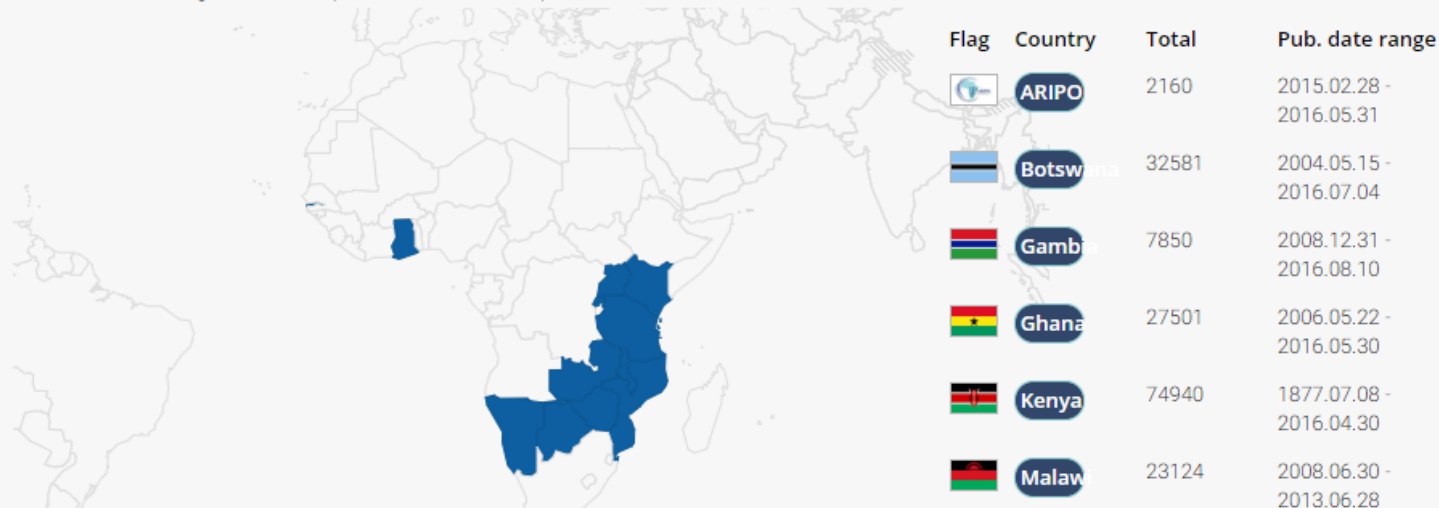 Flag Country Total Pub. date range
ARIPO 2160 2015.02.28 -
2016.05.31
Botswana 32581 2004.05.15 -
2016.07.04
Gambia 7850 2008.12.31 -
2016.08.10
Ghana 27501 2006.05.22 -
2016.05.30
Kenya 74940 1877.07.08 -
2016.04.30
Malaw 23124 2008.06.30 -
2013.06.28